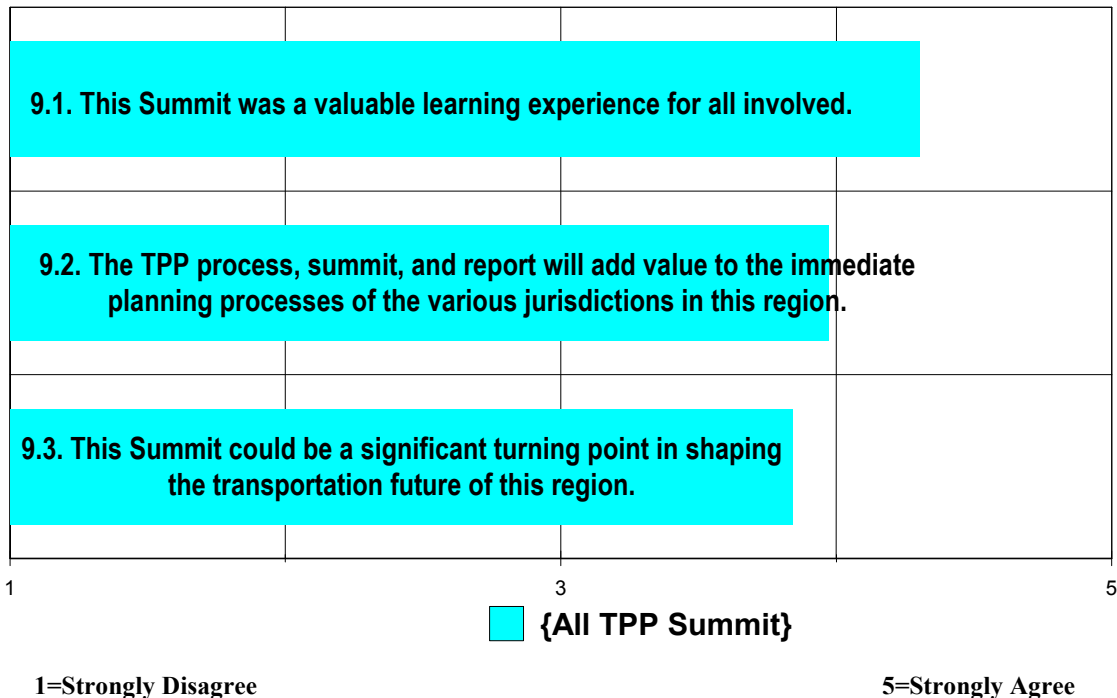 9.1. This Summit was a valuable learning experience for all involved.
9.2. The TPP process, summit, and report will add value to the immediate
planning processes of the various jurisdictions in this region.
9.3. This Summit could be a significant turning point in shaping
the transportation future of this region.
1 3 5
{All TPP Summit}
1=Strongly Disagree 5=Strongly Agree